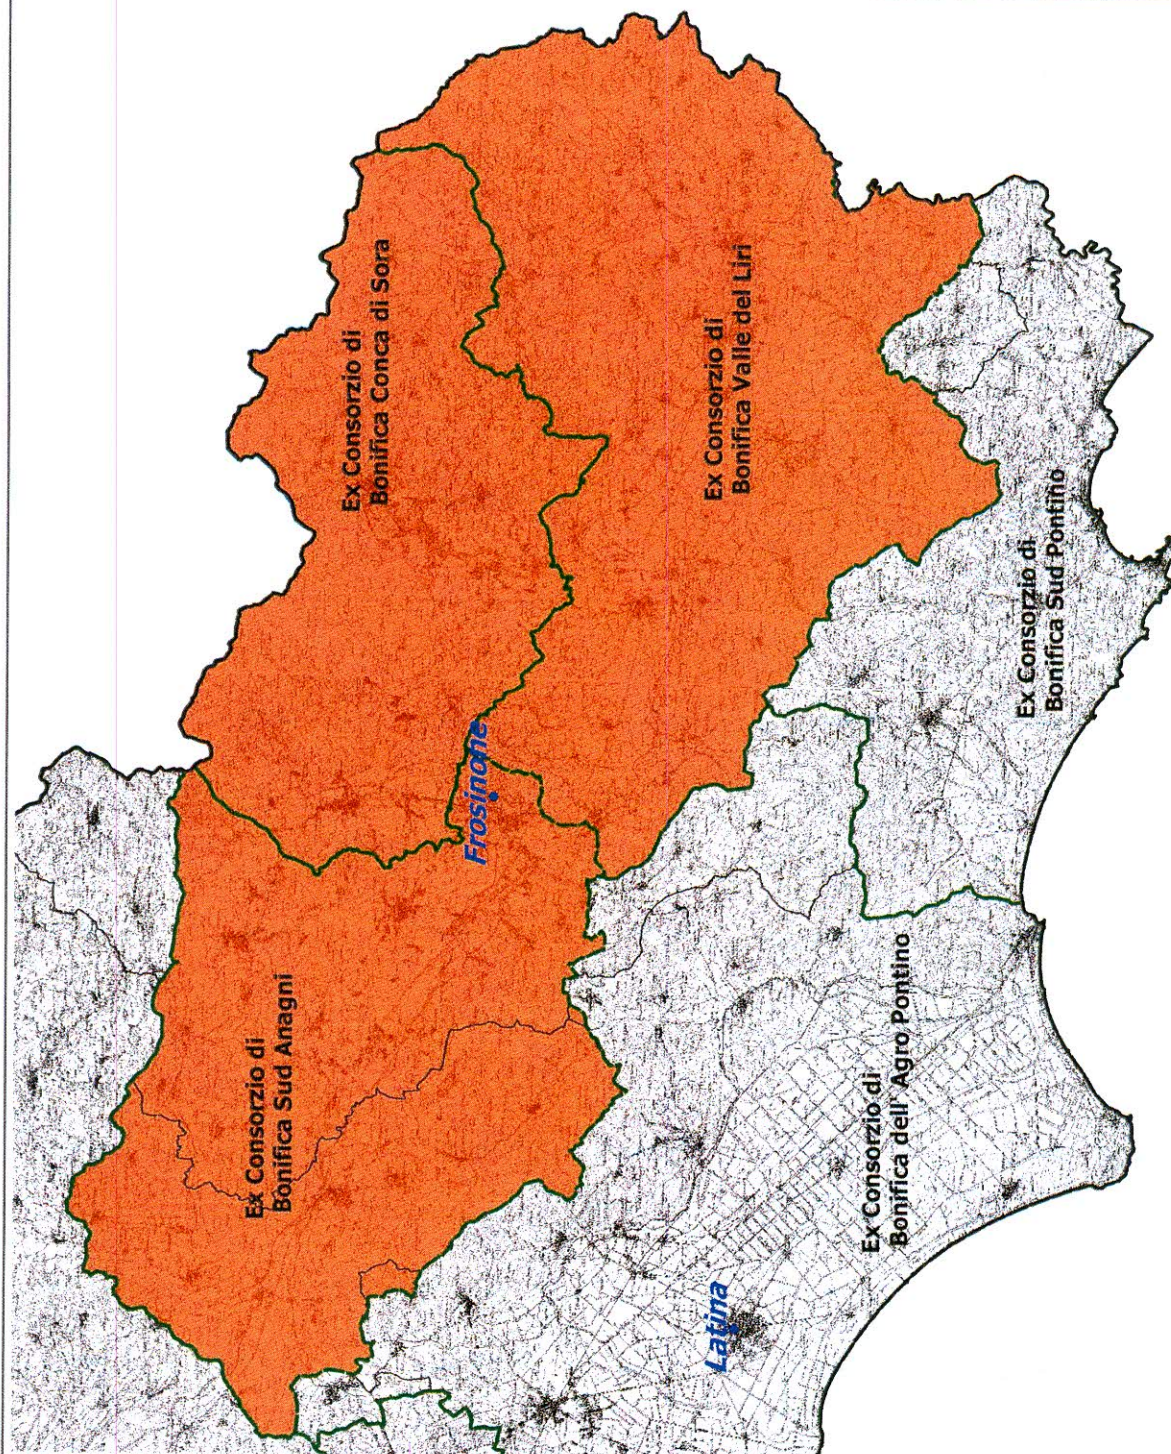 Ex Consorzio di
Bonifica Sud Anagni
Ex Consorzio di
Bonifica Conca di Sora
Frosinone
Ex Consorzio di
Bonifica Valle del Liri
Latina
Ex Consorzio di
Bonifica dell' Agro Pontino
Ex Consorzio di
Bonifica Sud Pontino